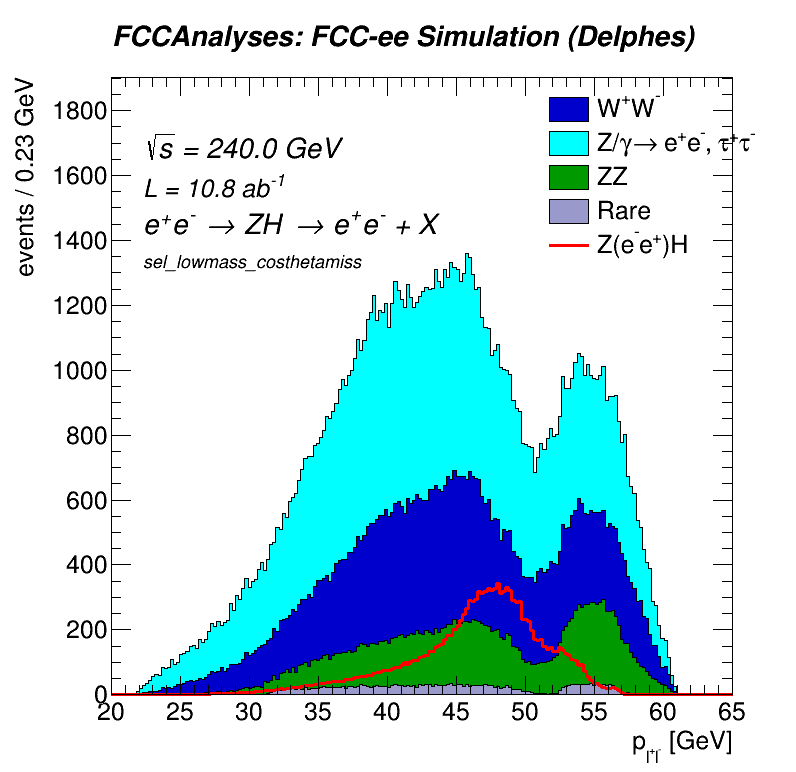 FCCAnalyses: FCC-ee Simulation (Delphes)
events / 0.23 GeV
√s = 240.0 GeV
L = 10.8 ab⁻¹
e⁺e⁻ → ZH → e⁺e⁻ + X
sel_lowmass_costhetamiss
W⁺W⁻
Z/γ→ e⁺e⁻, τ⁺τ⁻
ZZ
Rare
Z(e⁻e⁺)H
1800
1600
1400
1200
1000
800
600
400
200
0
20 25 30 35 40 45 50 55 60 65
p_l⁺l⁻ [GeV]